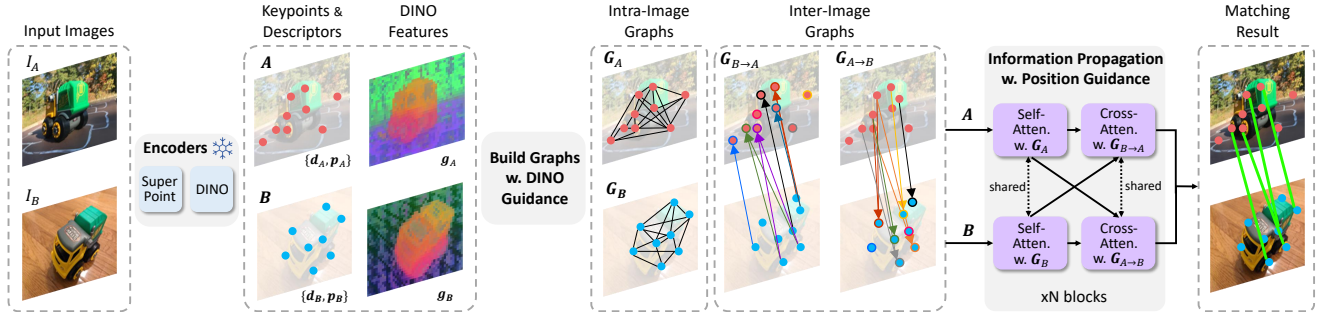 Input Images
I_A
I_B
Encoders
Super
Point
DINO
Keypoints &
Descriptors
A
{d_A, p_A}
B
{d_B, p_B}
DINO
Features
g_A
g_B
Build Graphs
w. DINO
Guidance
Intra-Image
Graphs
G_A
G_B
Inter-Image
Graphs
G_B→A
G_A→B
A
B
Information Propagation
w. Position Guidance
Self-
Atten.
w. G_A
Cross-
Atten.
w. G_B→A
shared
shared
Self-
Atten.
w. G_B
Cross-
Atten.
w. G_A→B
xN blocks
Matching
Result